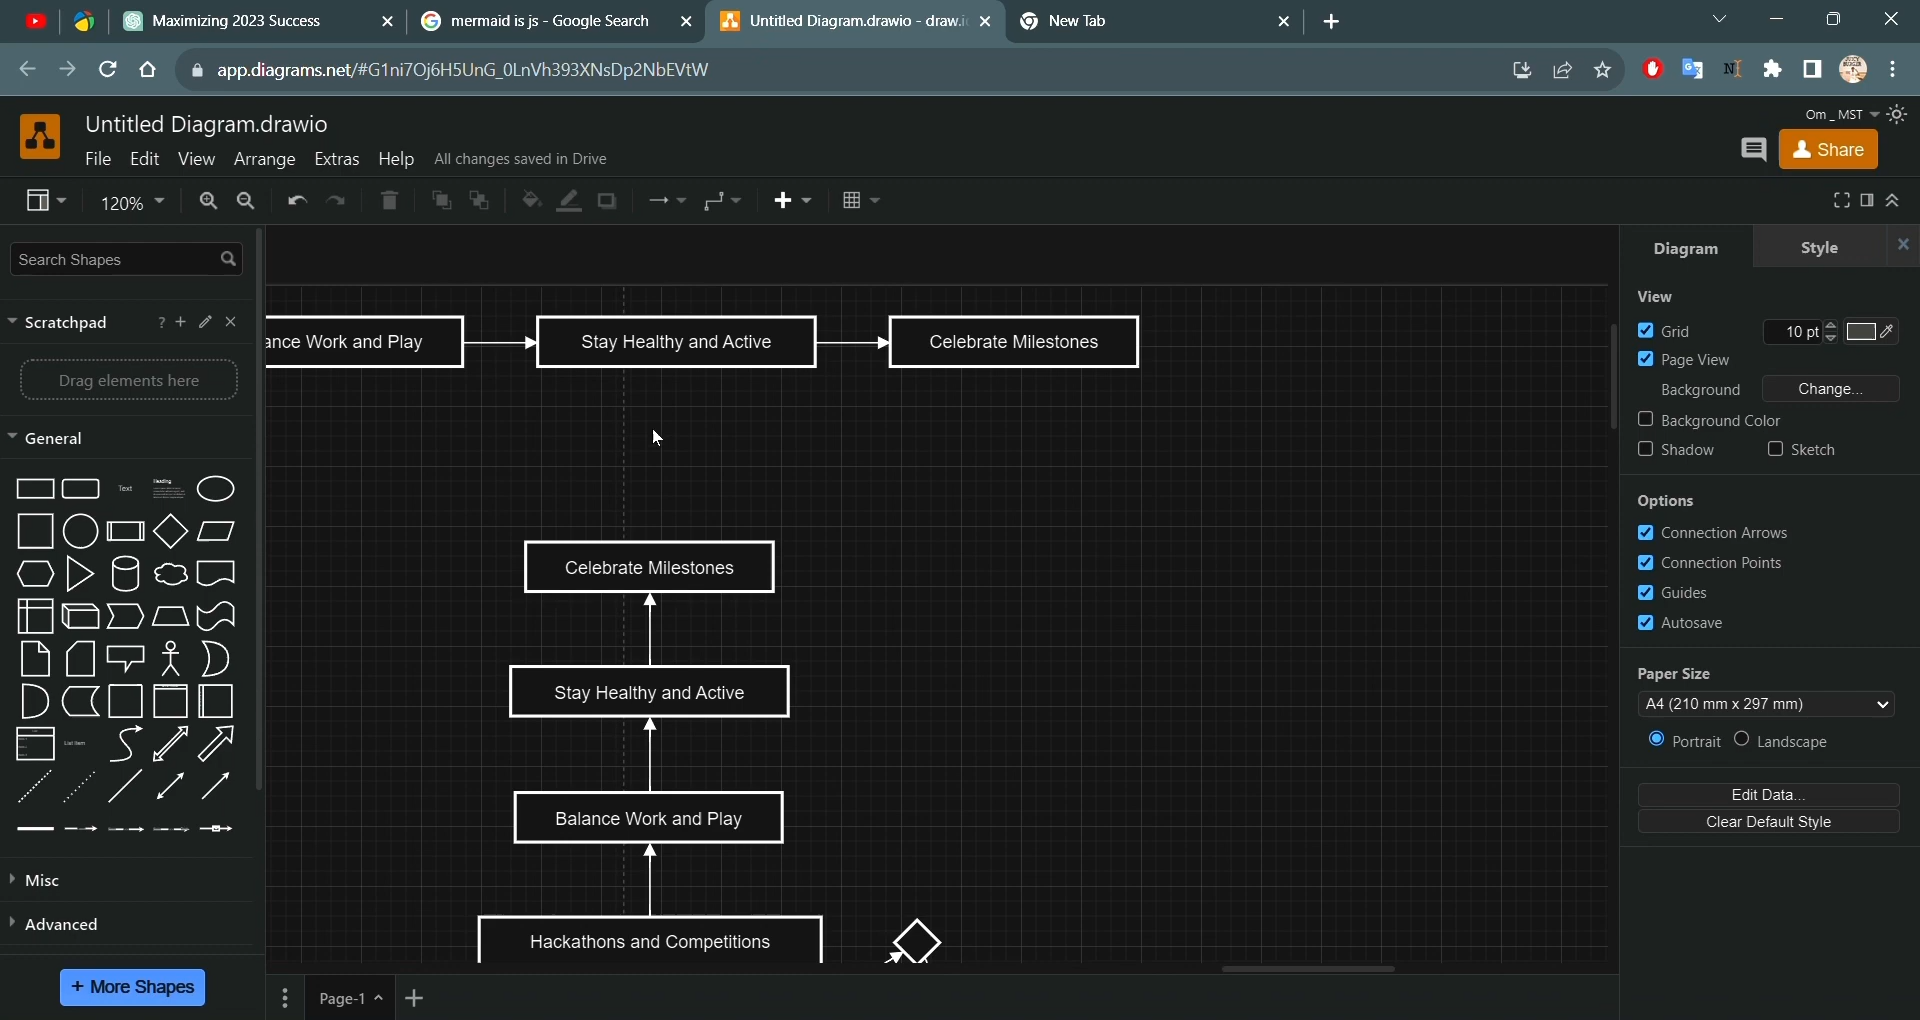 Maximizing 2023 Success
mermaid is js - Google Search
Untitled Diagram.drawio - draw.i
New Tab
app.diagrams.net/#G1ni7Oj6H5UnG_0LnVh393XNsDp2NbEVtW
Untitled Diagram.drawio
Om _ MST
File Edit View Arrange Extras Help All changes saved in Drive
Share
120%
Search Shapes
Scratchpad
?
Drag elements here
General
Text
Heading
List Item
Misc
Advanced
+ More Shapes
ance Work and Play
Stay Healthy and Active
Celebrate Milestones
Celebrate Milestones
Stay Healthy and Active
Balance Work and Play
Hackathons and Competitions
Page-1
Diagram
Style
View
Grid
10 pt
Page View
Background
Change...
Background Color
Shadow
Sketch
Options
Connection Arrows
Connection Points
Guides
Autosave
Paper Size
A4 (210 mm x 297 mm)
Portrait
Landscape
Edit Data...
Clear Default Style